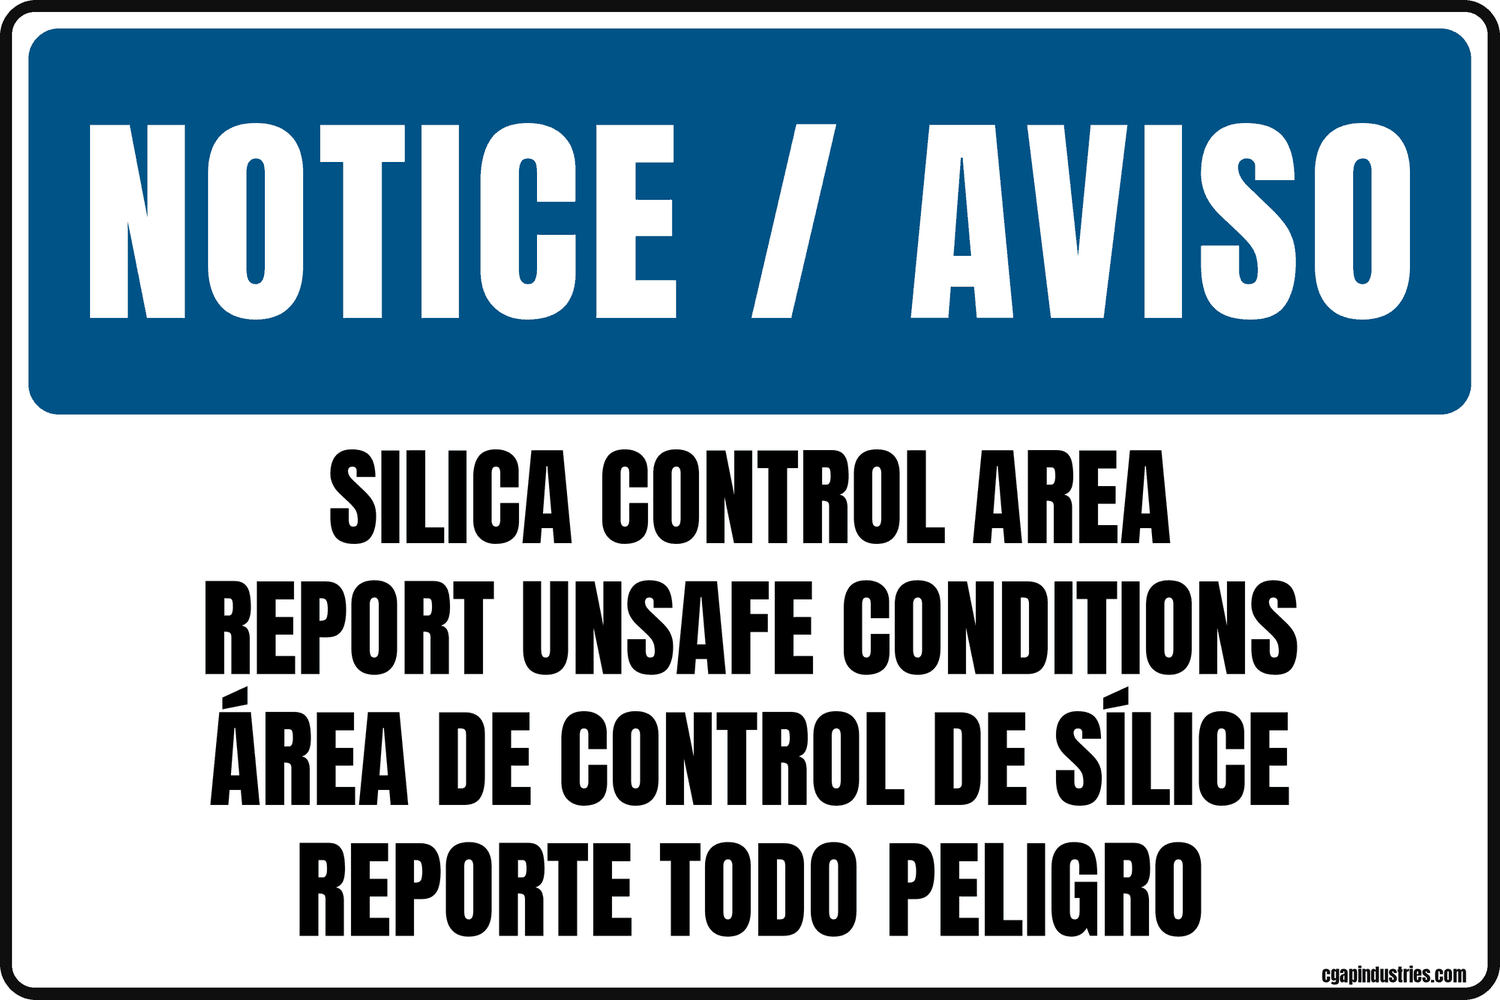 NOTICE / AVISO
SILICA CONTROL AREA
REPORT UNSAFE CONDITIONS
ÁREA DE CONTROL DE SÍLICE
REPORTE TODO PELIGRO
cgapindustries.com